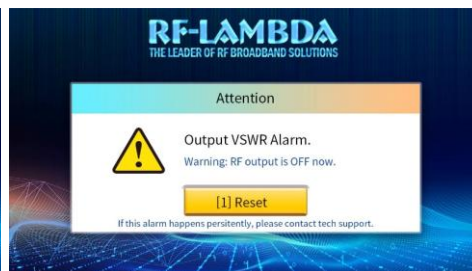 RF-LAMBDA
THE LEADER OF RF BROADBAND SOLUTIONS
Attention
Output VSWR Alarm.
Warning: RF output is OFF now.
[1] Reset
If this alarm happens persitently, please contact tech support.